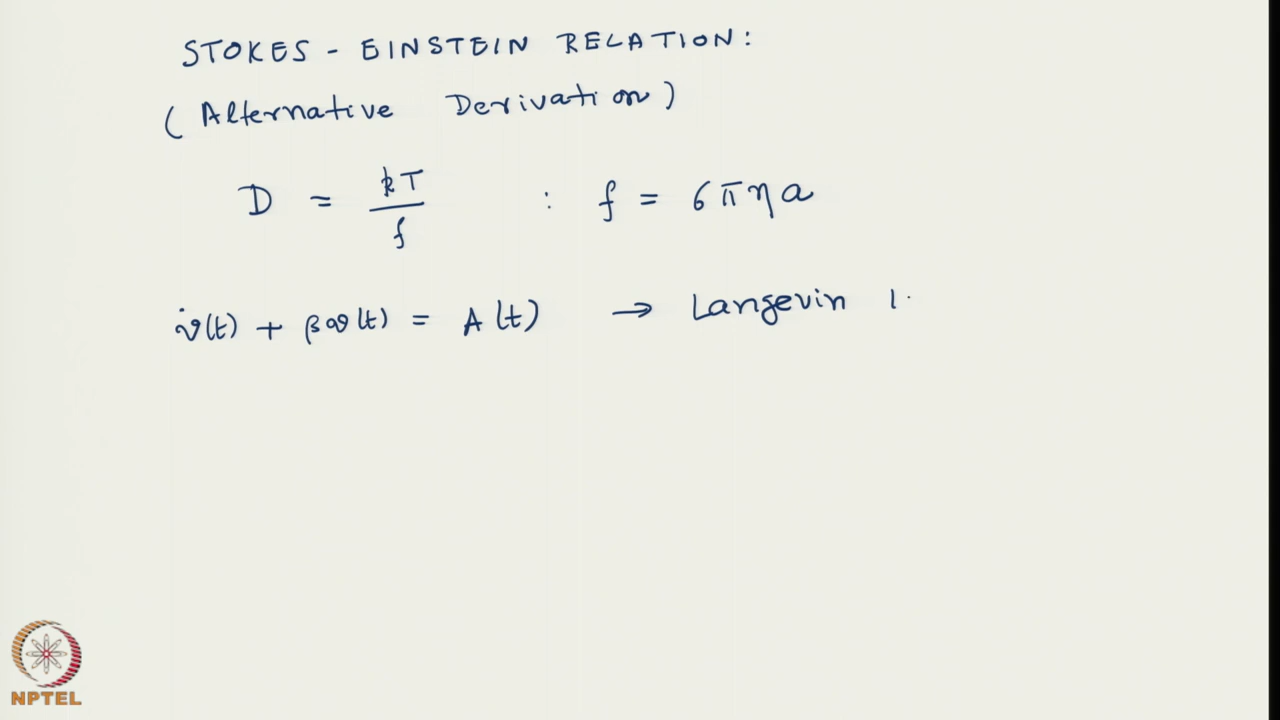 STOKES - EINSTEIN RELATION:
(Alternative Derivation)
D = kT/f : f = 6πηa
v̇(t) + βv(t) = A(t) → Langevin
NPTEL